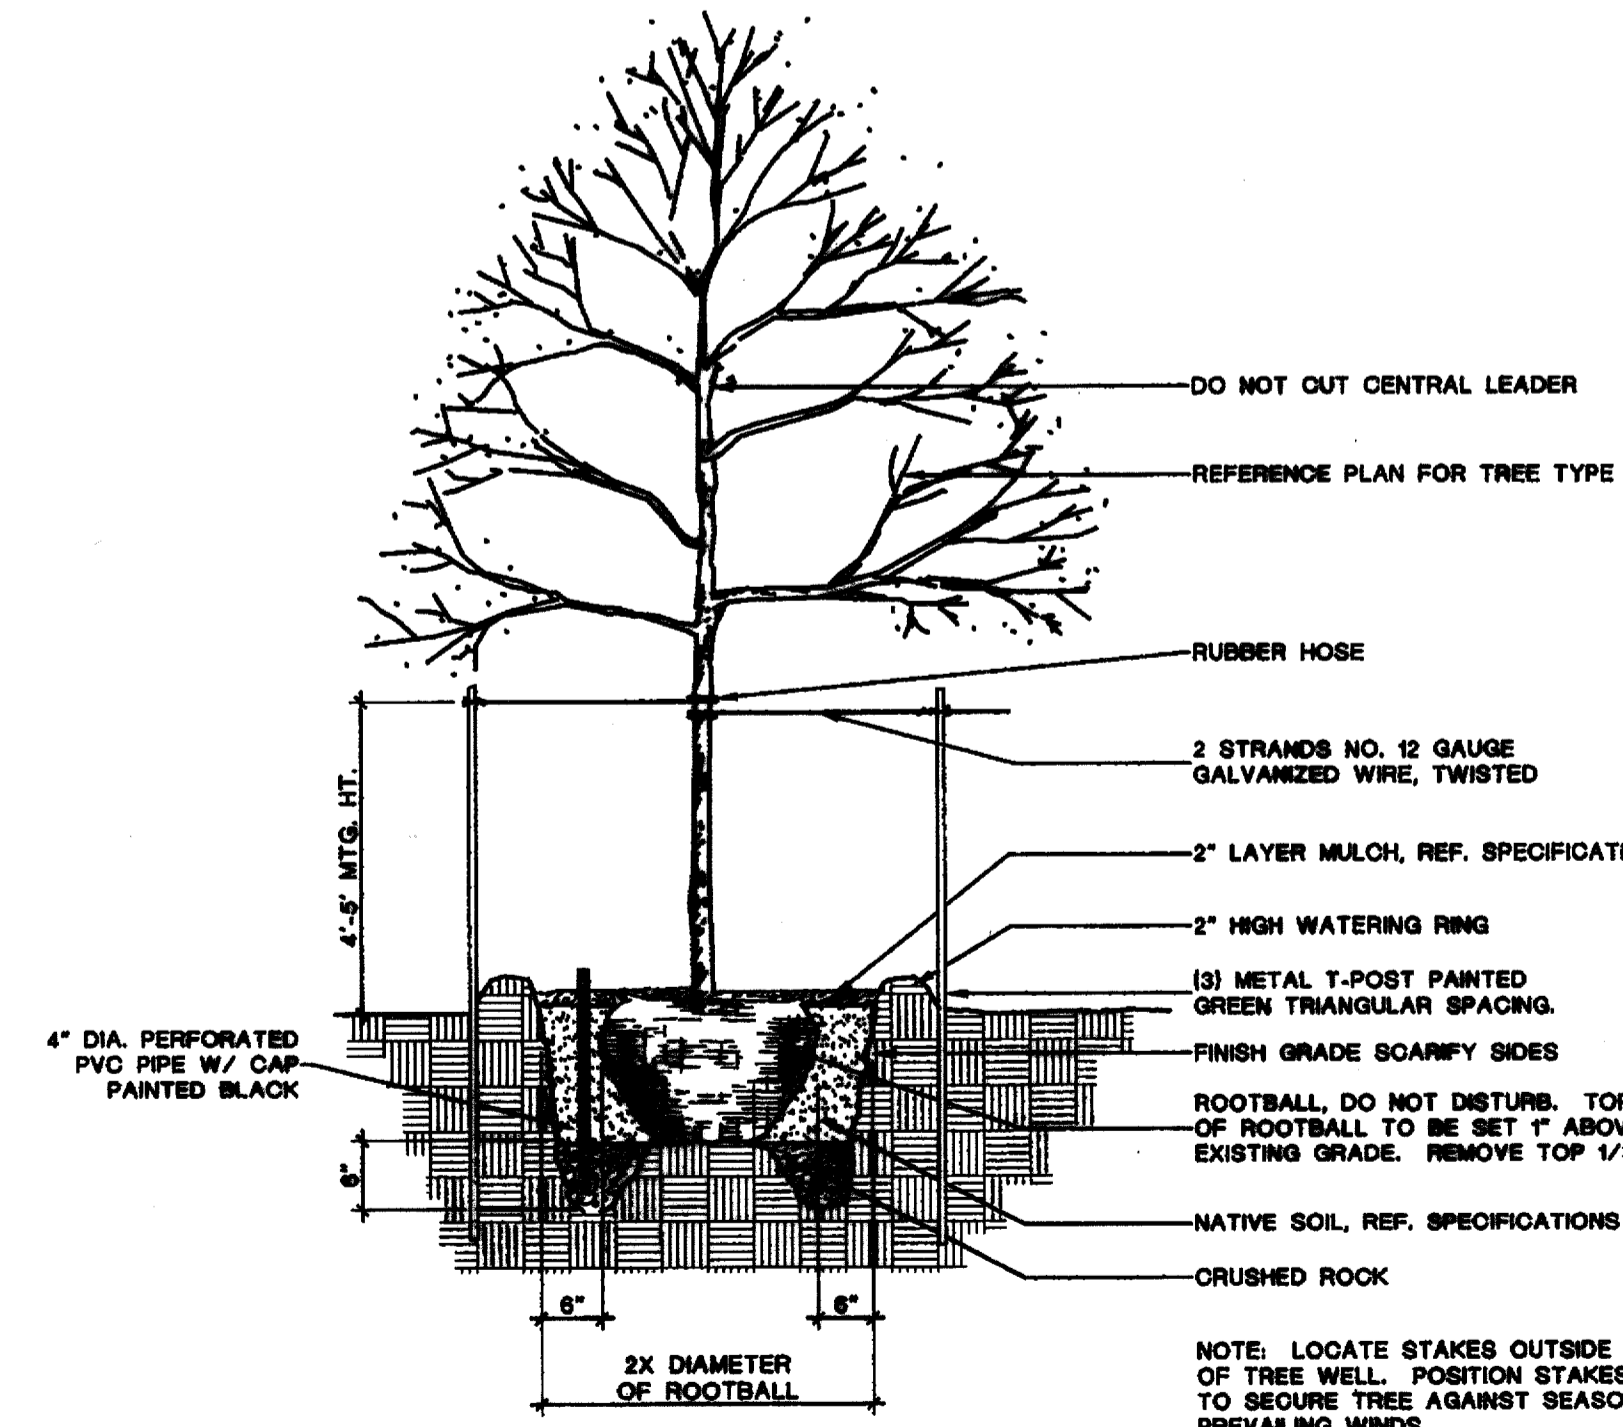 DO NOT CUT CENTRAL LEADER
REFERENCE PLAN FOR TREE TYPE
RUBBER HOSE
2 STRANDS NO. 12 GAUGE
GALVANIZED WIRE, TWISTED
4'-5' MTG. HT.
2" LAYER MULCH, REF.
2" HIGH WATERING RING
(3) METAL T-POST PAINTED
GREEN TRIANGULAR SPACING.
4" DIA. PERFORATED
PVC PIPE W/ CAP
PAINTED BLACK
FINISH GRADE SCARIFY SIDES
ROOTBALL, DO NOT DISTURB. TOP
OF ROOTBALL TO BE SET 1" ABOV
EXISTING GRADE. REMOVE TOP 1/
6"
NATIVE SOIL, REF. SPECIFICATIONS
CRUSHED ROCK
6"
6"
2X DIAMETER
OF ROOTBALL
NOTE: LOCATE STAKES OUTSIDE
OF TREE WELL. POSITION STAKES
TO SECURE TREE AGAINST SEASO
PREVAILING WINDS